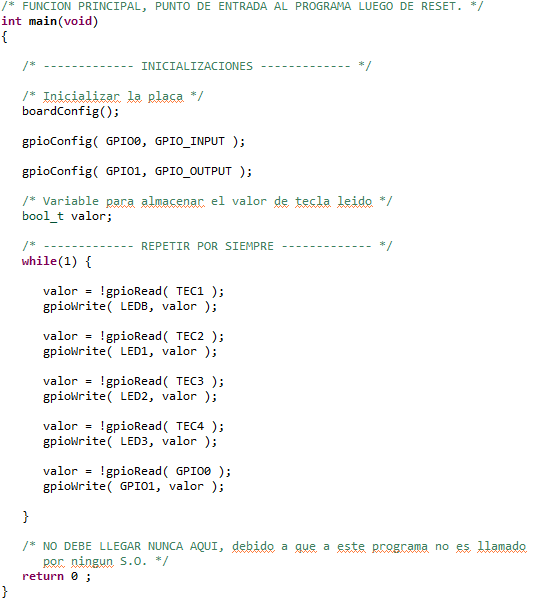 /* FUNCION PRINCIPAL, PUNTO DE ENTRADA AL PROGRAMA LUEGO DE RESET. */
int main(void)
{
/* ------------- INICIALIZACIONES ------------- */
/* Inicializar la placa */
boardConfig();
gpioConfig( GPIO0, GPIO_INPUT );
gpioConfig( GPIO1, GPIO_OUTPUT );
/* Variable para almacenar el valor de tecla leido */
bool_t valor;
/* ------------- REPETIR POR SIEMPRE ------------- */
while(1) {
valor = !gpioRead( TEC1 );
gpioWrite( LEDB, valor );
valor = !gpioRead( TEC2 );
gpioWrite( LED1, valor );
valor = !gpioRead( TEC3 );
gpioWrite( LED2, valor );
valor = !gpioRead( TEC4 );
gpioWrite( LED3, valor );
valor = !gpioRead( GPIO0 );
gpioWrite( GPIO1, valor );
}
/* NO DEBE LLEGAR NUNCA AQUI, debido a que a este programa no es llamado
por ningun S.O. */
return 0 ;
}